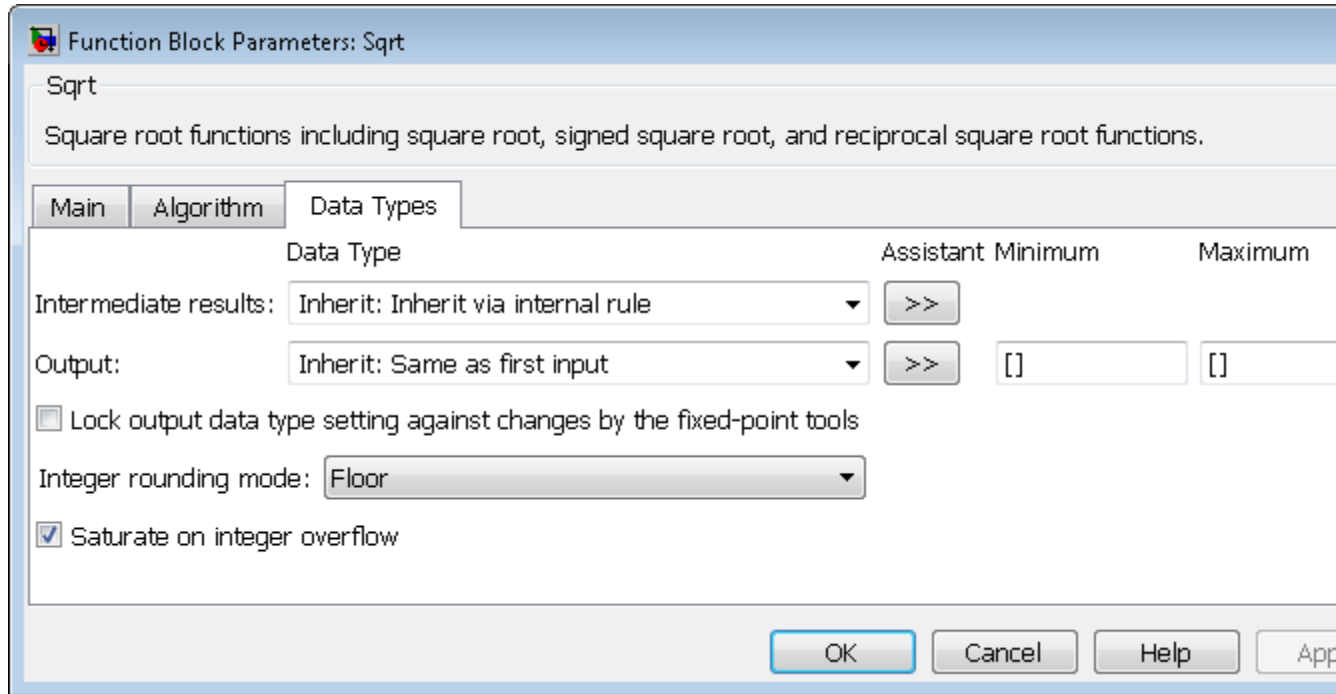 Function Block Parameters: Sqrt
Sqrt
Square root functions including square root, signed square root, and reciprocal square root functions.
Main Algorithm Data Types
Data Type Assistant Minimum Maximum
Intermediate results: Inherit: Inherit via internal rule >>
Output: Inherit: Same as first input >> [] []
Lock output data type setting against changes by the fixed-point tools
Integer rounding mode: Floor
Saturate on integer overflow
OK Cancel Help App